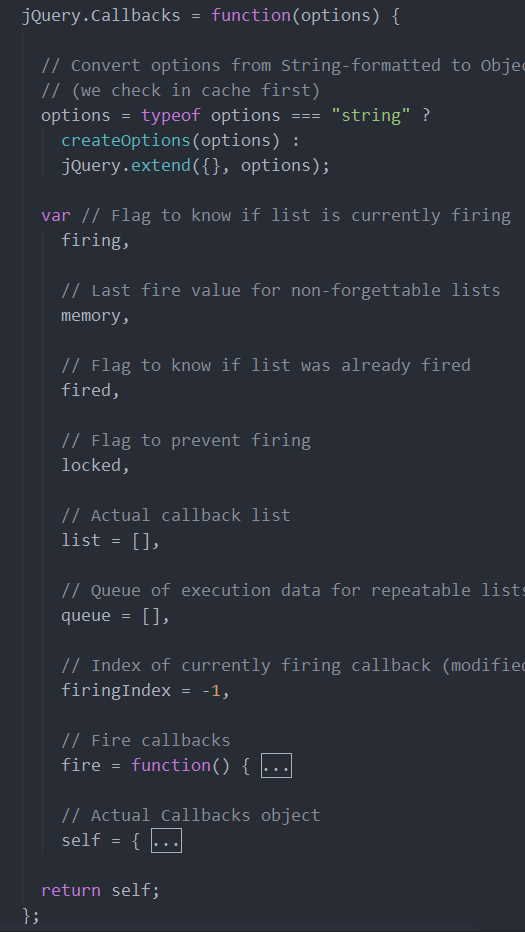 jQuery.Callbacks = function(options) {
// Convert options from String-formatted to
// (we check in cache first)
options = typeof options === "string" ?
createOptions(options) :
jQuery.extend({}, options);
var // Flag to know if list is currently firing
firing,
// Last fire value for non-forgettable lists
memory,
// Flag to know if list was already fired
fired,
// Flag to prevent firing
locked,
// Actual callback list
list = [],
// Queue of execution data for repeatable lists
queue = [],
// Index of currently firing callback (modified
firingIndex = -1,
// Fire callbacks
fire = function() { ...
// Actual Callbacks object
self = { ...
return self;
};